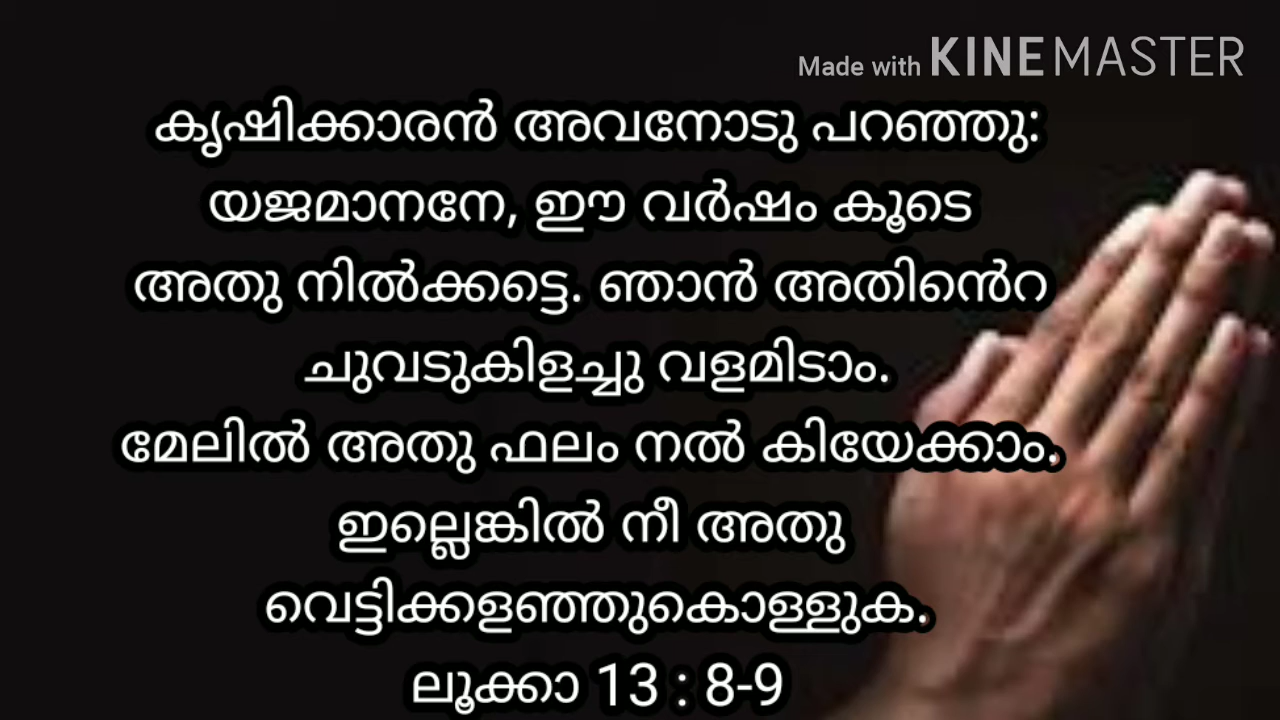 Made with KINEMASTER
കൃഷിക്കാരൻ അവനോടു പറഞ്ഞു:
യജമാനനേ, ഈ വർഷം കൂടെ
അതു നിൽക്കട്ടെ. ഞാൻ അതിൻെറ
ചുവടുകിളച്ചു വളമിടാം.
മേലിൽ അതു ഫലം നൽ കിയേക്കാം.
ഇല്ലെങ്കിൽ നീ അതു
വെട്ടിക്കളഞ്ഞുകൊള്ളുക.
ലൂക്കാ 13 : 8-9